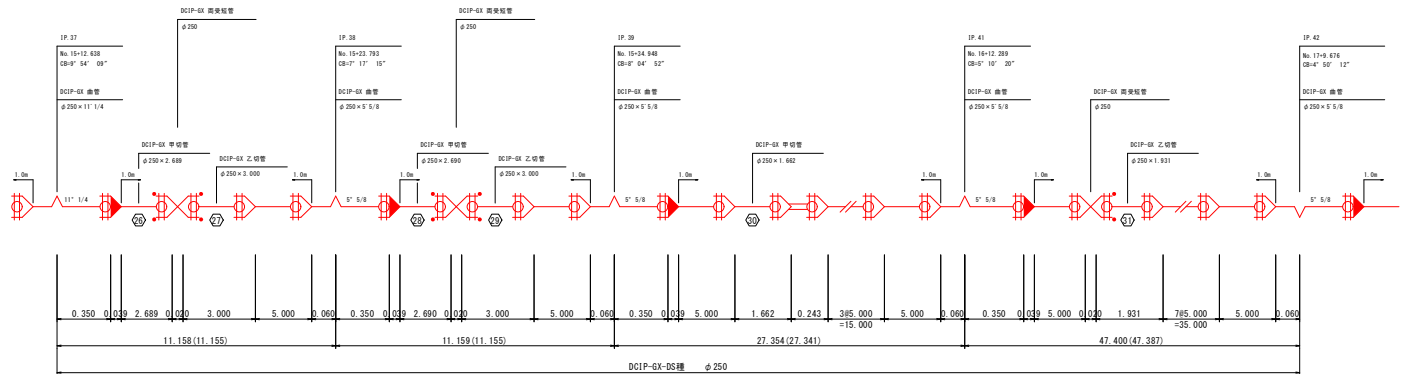 DCIP-GX 両受短管
φ250
DCIP-GX 両受短管
φ250
IP.37
No.15+12.638
CB=9° 54′ 09″
DCIP-GX 曲管
φ250×11°1/4
IP.38
No.15+23.793
CB=7° 17′ 15″
DCIP-GX 曲管
φ250×5°5/8
IP.39
No.15+34.948
CB=8° 04′ 52″
DCIP-GX 曲管
φ250×5°5/8
IP.41
No.16+12.289
CB=5° 10′ 20″
DCIP-GX 曲管
φ250×5°5/8
DCIP-GX 両受短管
φ250
IP.42
No.17+9.676
CB=4° 50′ 12″
DCIP-GX 曲管
φ250×5°5/8
DCIP-GX 甲切管
φ250×2.689
DCIP-GX 乙切管
φ250×3.000
DCIP-GX 甲切管
φ250×2.690
DCIP-GX 乙切管
φ250×3.000
DCIP-GX 甲切管
φ250×1.662
DCIP-GX 乙切管
φ250×1.931
1.0m 1.0m 1.0m 1.0m 1.0m 1.0m 1.0m 1.0m 1.0m 1.0m
11° 1/4 5° 5/8 5° 5/8 5° 5/8 5° 5/8
26 27 28 29 30 31
0.350 0.039 2.689 0.020 3.000 5.000 0.060 0.350 0.039 2.690 0.020 3.000 5.000 0.060 0.350 0.039 5.000 1.662 0.243 3@5.000 5.000 0.060 0.350 0.039 5.000 0.020 1.931 7@5.000 5.000 0.060
=15.000 =35.000
11.158(11.155) 11.159(11.155) 27.354(27.341) 47.400(47.387)
DCIP-GX-DS種 φ250